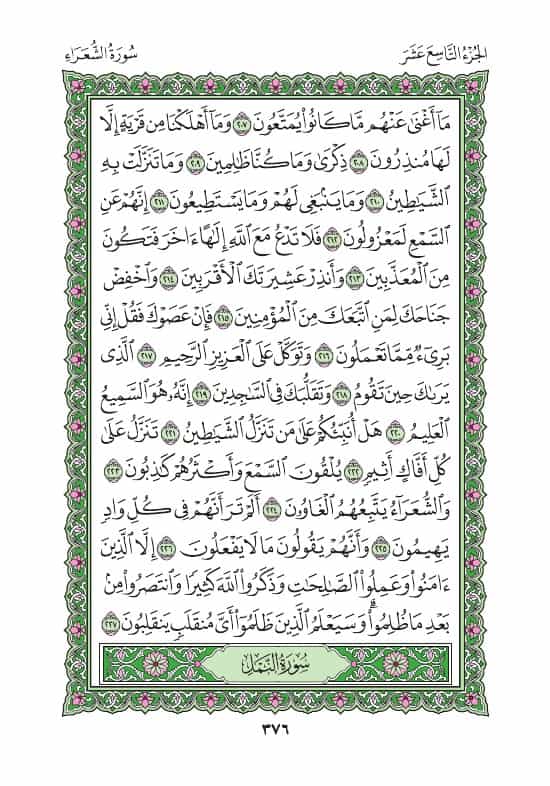 الجزء التاسع عشر
سورة الشعراء
مَآ أَغْنَىٰ عَنْهُم مَّا كَانُوا۟ يُمَتَّعُونَ ٢٠٧ وَمَآ أَهْلَكْنَا مِن قَرْيَةٍ إِلَّا
لَهَا مُنذِرُونَ ٢٠٨ ذِكْرَىٰ وَمَا كُنَّا ظَٰلِمِينَ ٢٠٩ وَمَا تَنَزَّلَتْ بِهِ
ٱلشَّيَٰطِينُ ٢١٠ وَمَا يَنۢبَغِى لَهُمْ وَمَا يَسْتَطِيعُونَ ٢١١ إِنَّهُمْ عَنِ
ٱلسَّمْعِ لَمَعْزُولُونَ ٢١٢ فَلَا تَدْعُ مَعَ ٱللَّهِ إِلَٰهًا ءَاخَرَ فَتَكُونَ
مِنَ ٱلْمُعَذَّبِينَ ٢١٣ وَأَنذِرْ عَشِيرَتَكَ ٱلْأَقْرَبِينَ ٢١٤ وَٱخْفِضْ
جَنَاحَكَ لِمَنِ ٱتَّبَعَكَ مِنَ ٱلْمُؤْمِنِينَ ٢١٥ فَإِنْ عَصَوْكَ فَقُلْ إِنِّى
بَرِىٓءٌ مِّمَّا تَعْمَلُونَ ٢١٦ وَتَوَكَّلْ عَلَى ٱلْعَزِيزِ ٱلرَّحِيمِ ٢١٧ ٱلَّذِى
يَرَىٰكَ حِينَ تَقُومُ ٢١٨ وَتَقَلُّبَكَ فِى ٱلسَّٰجِدِينَ ٢١٩ إِنَّهُۥ هُوَ ٱلسَّمِيعُ
ٱلْعَلِيمُ ٢٢٠ هَلْ أُنَبِّئُكُمْ عَلَىٰ مَن تَنَزَّلُ ٱلشَّيَٰطِينُ ٢٢١ تَنَزَّلُ عَلَىٰ
كُلِّ أَفَّاكٍ أَثِيمٍ ٢٢٢ يُلْقُونَ ٱلسَّمْعَ وَأَكْثَرُهُمْ كَٰذِبُونَ ٢٢٣
وَٱلشُّعَرَآءُ يَتَّبِعُهُمُ ٱلْغَاوُۥنَ ٢٢٤ أَلَمْ تَرَ أَنَّهُمْ فِى كُلِّ وَادٍ
يَهِيمُونَ ٢٢٥ وَأَنَّهُمْ يَقُولُونَ مَا لَا يَفْعَلُونَ ٢٢٦ إِلَّا ٱلَّذِينَ
ءَامَنُوا۟ وَعَمِلُوا۟ ٱلصَّٰلِحَٰتِ وَذَكَرُوا۟ ٱللَّهَ كَثِيرًا وَٱنتَصَرُوا۟ مِنۢ
بَعْدِ مَا ظُلِمُوا۟ ۗ وَسَيَعْلَمُ ٱلَّذِينَ ظَلَمُوٓا۟ أَىَّ مُنقَلَبٍ يَنقَلِبُونَ ٢٢٧
سُورَةُ النَّمْلِ
٣٧٦